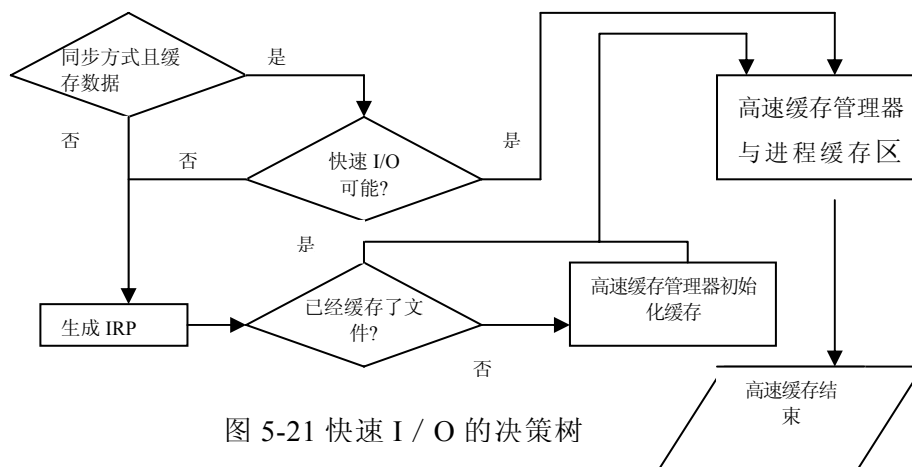 同步方式且缓
存数据
是
否
快速 I/O
可能?
否
是
高速缓存管理器
与进程缓存区
生成 IRP
是
已经缓存了文
件?
否
高速缓存管理器初始
化缓存
高速缓存结
束
图 5-21 快速 I / O 的决策树